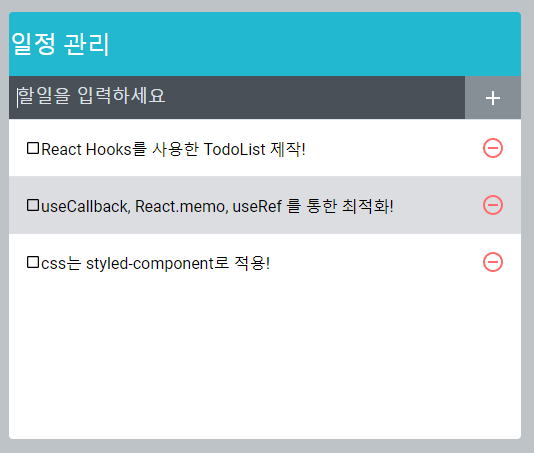 일정 관리
할일을 입력하세요
React Hooks를 사용한 TodoList 제작!
useCallback, React.memo, useRef 를 통한 최적화!
css는 styled-component로 적용!